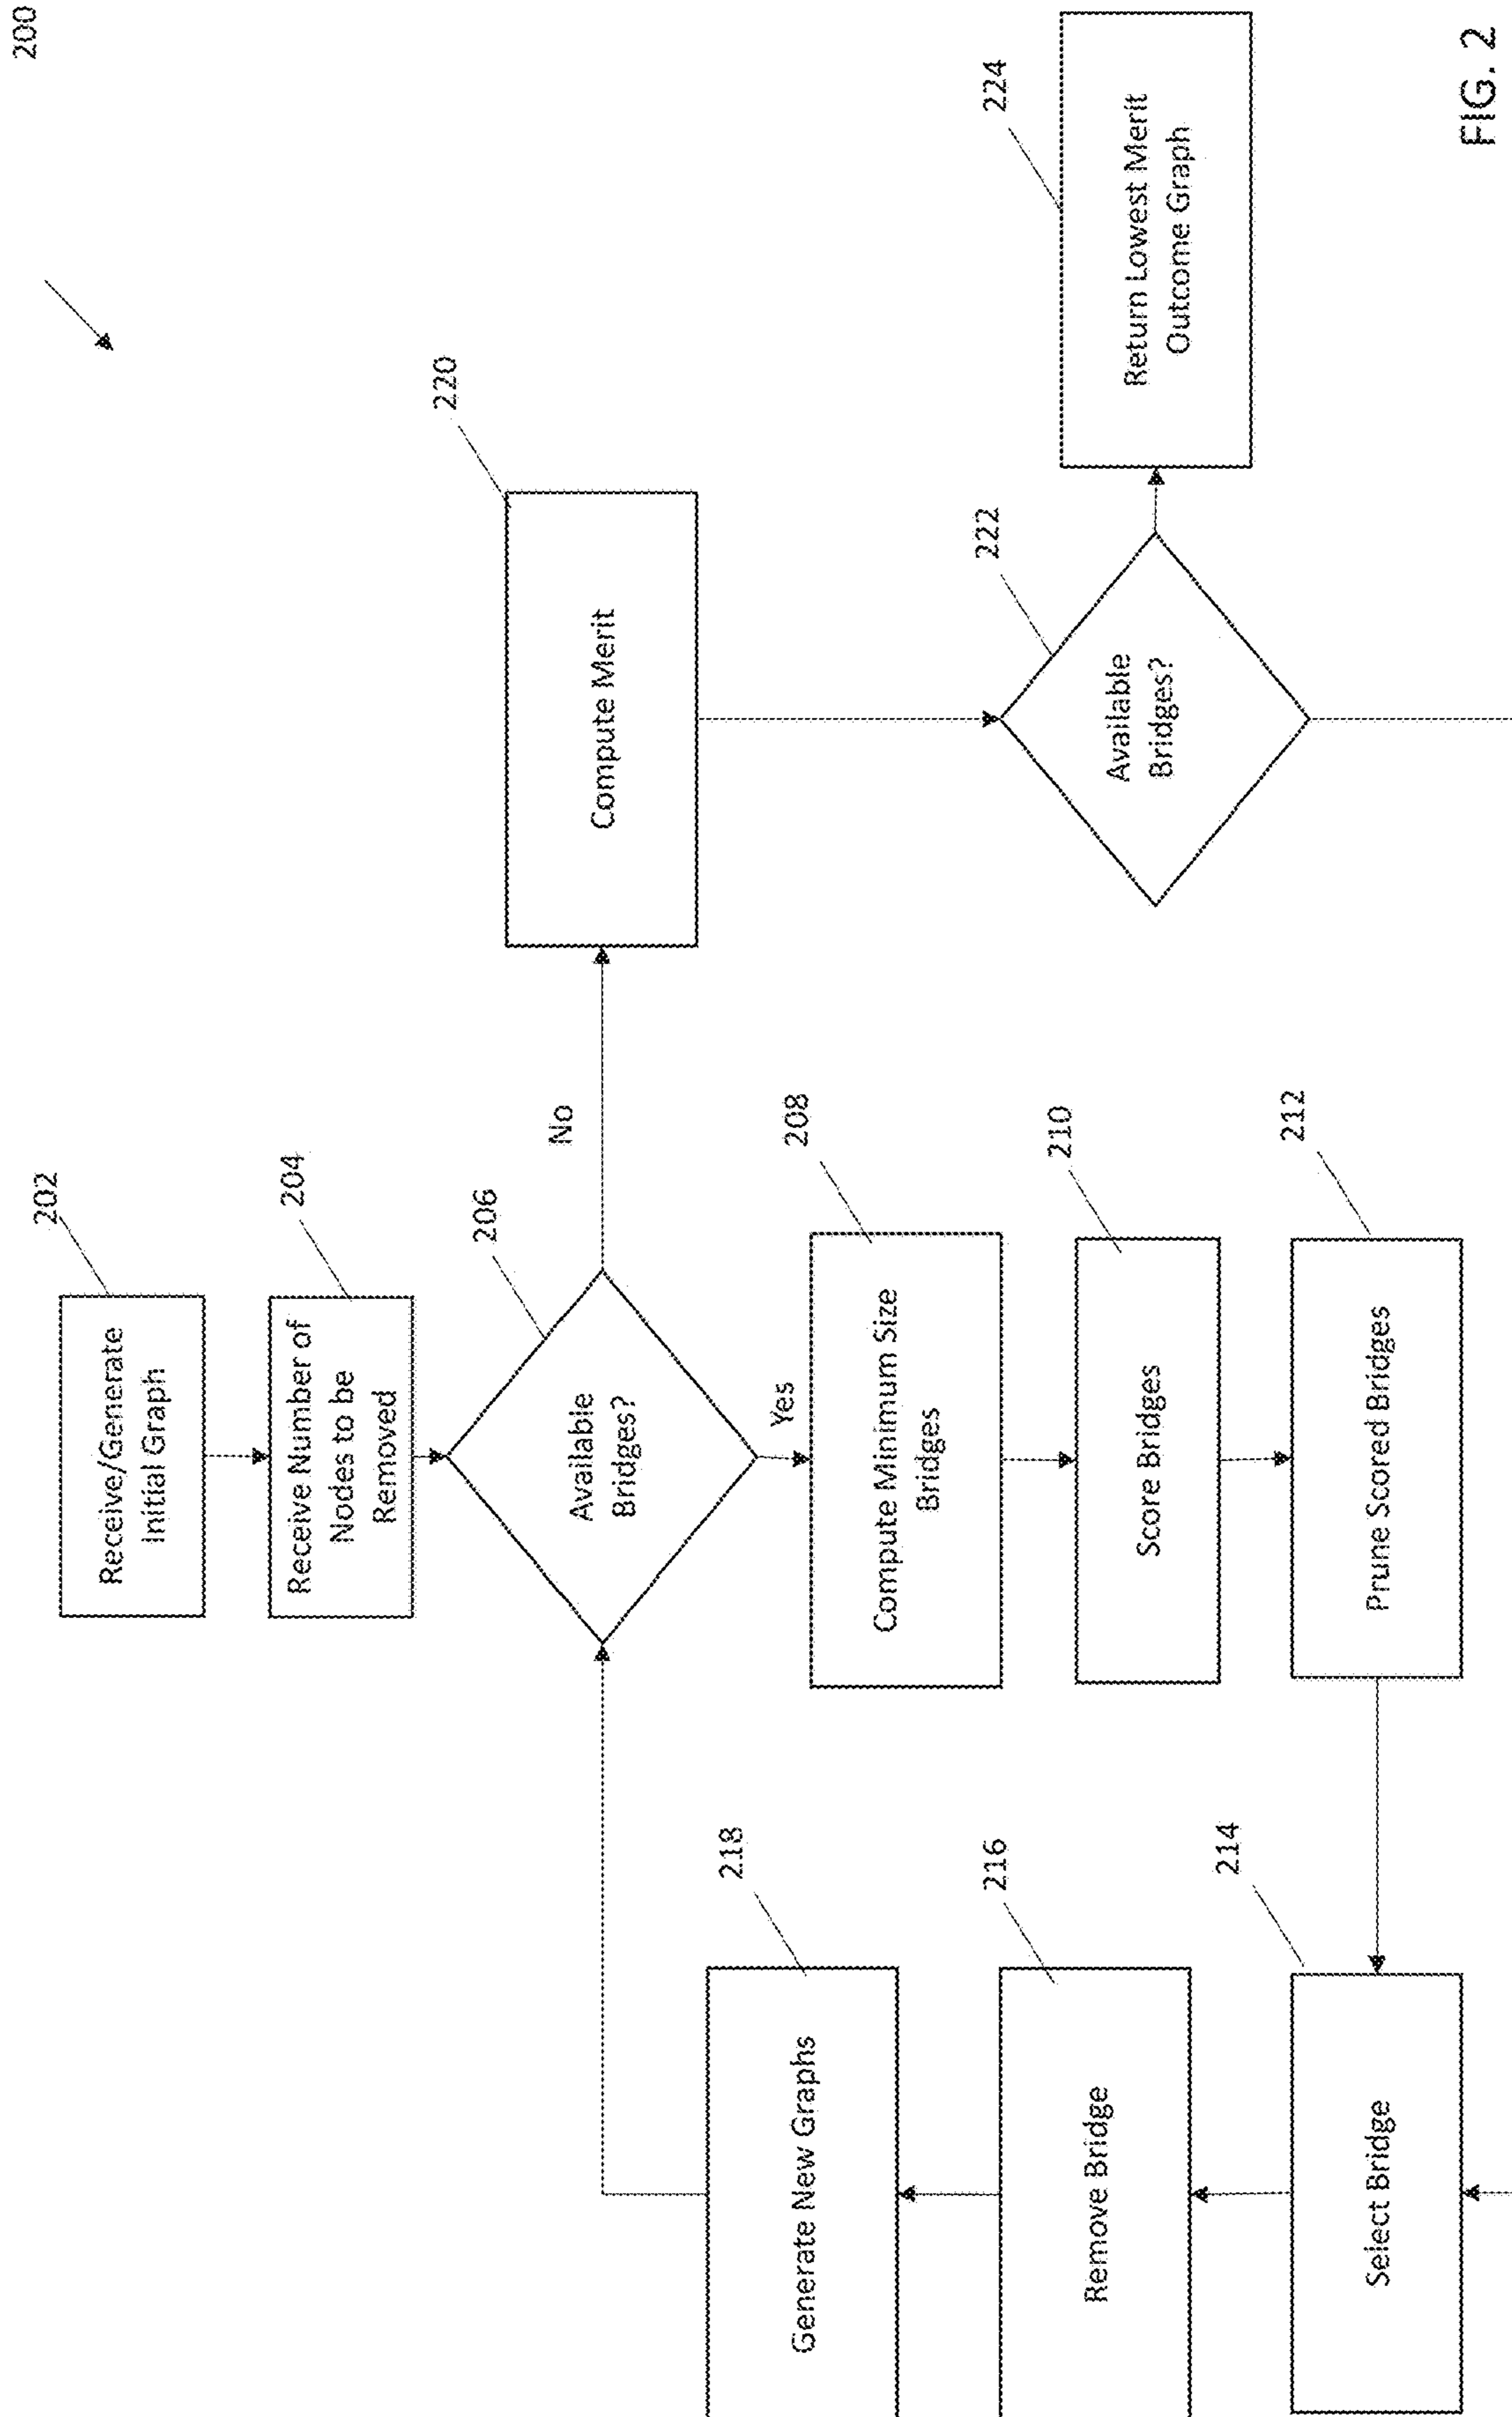 200
202
Receive/Generate
Initial Graph
204
Receive Number of
Nodes to be
Removed
206
Available
Bridges?
No
Yes
220
Compute Merit
208
Compute Minimum Size
Bridges
210
Score Bridges
212
Prune Scored Bridges
214
Select Bridge
216
Remove Bridge
218
Generate New Graphs
222
Available
Bridges?
224
Return Lowest Merit
Outcome Graph
FIG. 2